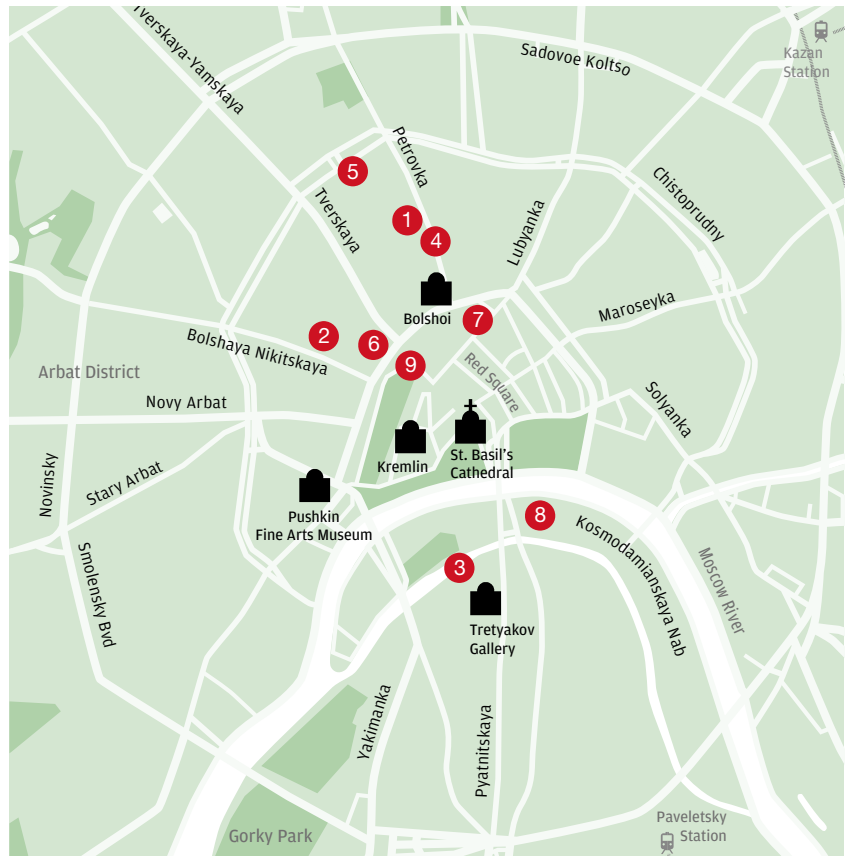 Tverskaya-Yamskaya
Sadovoe Koltso
Kazan
Station
Petrovka
5
Chistoprudny
Tverskaya
1
4
Lubyanka
Bolshoi
Maroseyka
7
2
6
Bolshaya Nikitskaya
9
Red Square
Arbat District
Novy Arbat
Solyanka
Kremlin
St. Basil's
Cathedral
Stary Arbat
Novinsky
Pushkin
Fine Arts Museum
8
Kosmodamianskaya Nab
Moscow River
Smolensky Bvd
3
Tretyakov
Gallery
Yakimanka
Pyatnitskaya
Gorky Park
Paveletsky
Station